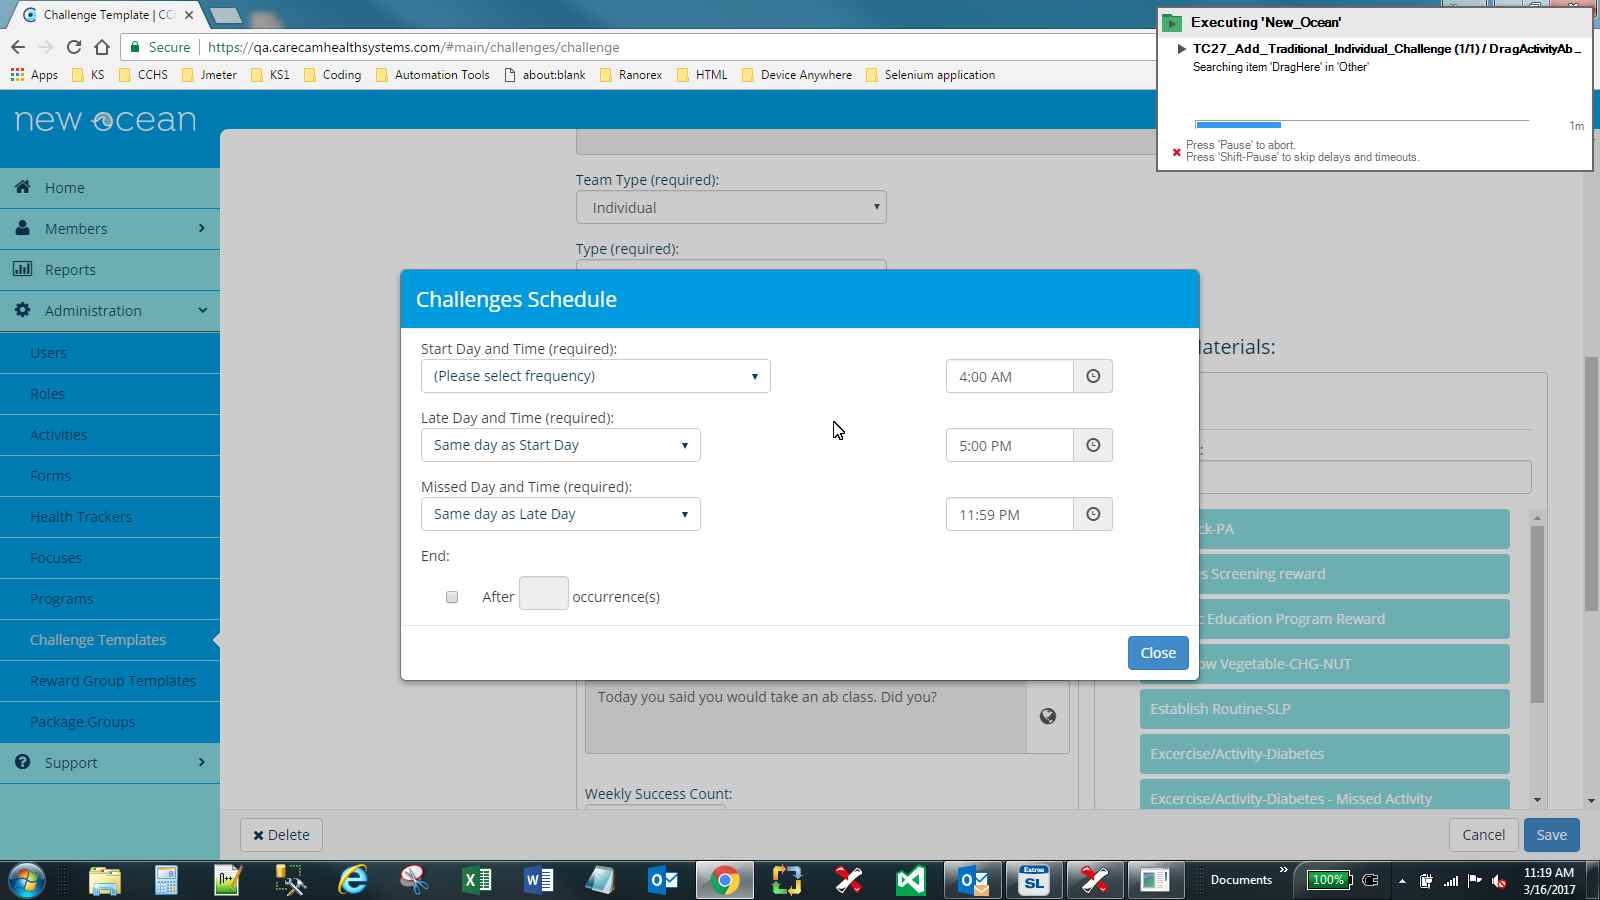 Challenge Template | CC
Secure
https://qa.carecamhealthsystems.com/#main/challenges/challenge
Apps
KS
CCHS
Jmeter
KS1
Coding
Automation Tools
about:blank
Ranorex
HTML
Device Anywhere
Selenium application
Executing 'New_Ocean'
TC27_Add_Traditional_Individual_Challenge (1/1) / DragActivityAb...
Searching item 'DragHere' in 'Other'
1m
Press 'Pause' to abort.
Press 'Shift-Pause' to skip delays and timeouts.
new ocean
Home
Members
Reports
Administration
Users
Roles
Activities
Forms
Health Trackers
Focuses
Programs
Challenge Templates
Reward Group Templates
Package Groups
Support
Team Type (required):
Individual
Type (required):
Challenges Schedule
Start Day and Time (required):
(Please select frequency)
4:00 AM
Late Day and Time (required):
Same day as Start Day
5:00 PM
Missed Day and Time (required):
Same day as Late Day
11:59 PM
End:
After
occurrence(s)
Close
aterials:
ck-PA
s Screening reward
c Education Program Reward
ow Vegetable-CHG-NUT
Establish Routine-SLP
Excercise/Activity-Diabetes
Excercise/Activity-Diabetes - Missed Activity
Today you said you would take an ab class. Did you?
Weekly Success Count:
Delete
Cancel
Save
Documents
100%
11:19 AM
3/16/2017